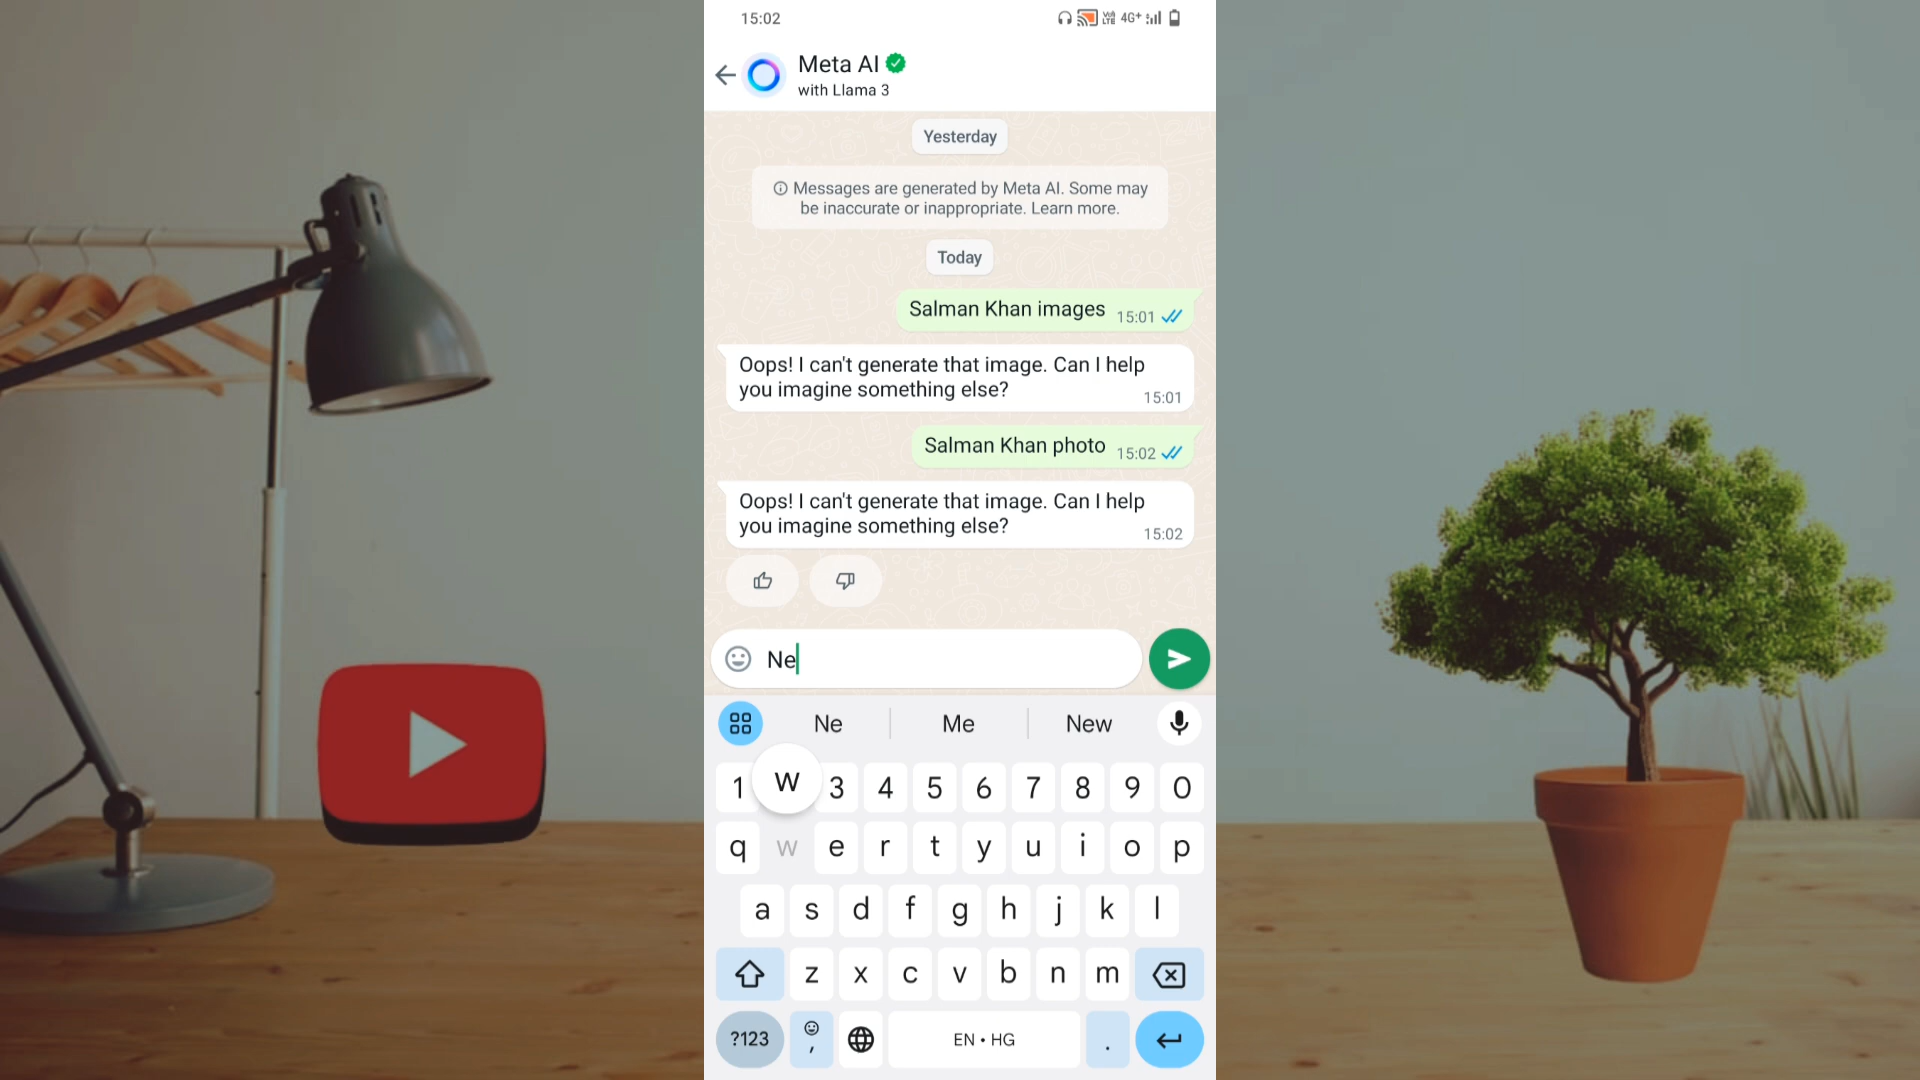 15:02
Vo) LTE 4G+
Meta AI
with Llama 3
Yesterday
Messages are generated by Meta AI. Some may
be inaccurate or inappropriate. Learn more.
Today
Salman Khan images 15:01
Oops! I can't generate that image. Can I help
you imagine something else?
15:01
Salman Khan photo 15:02
Oops! I can't generate that image. Can I help
you imagine something else?
15:02
Ne
Ne Me New
1 w 3 4 5 6 7 8 9 0
q w e r t y u i o p
a s d f g h j k l
z x c v b n m
?123 , EN • HG .